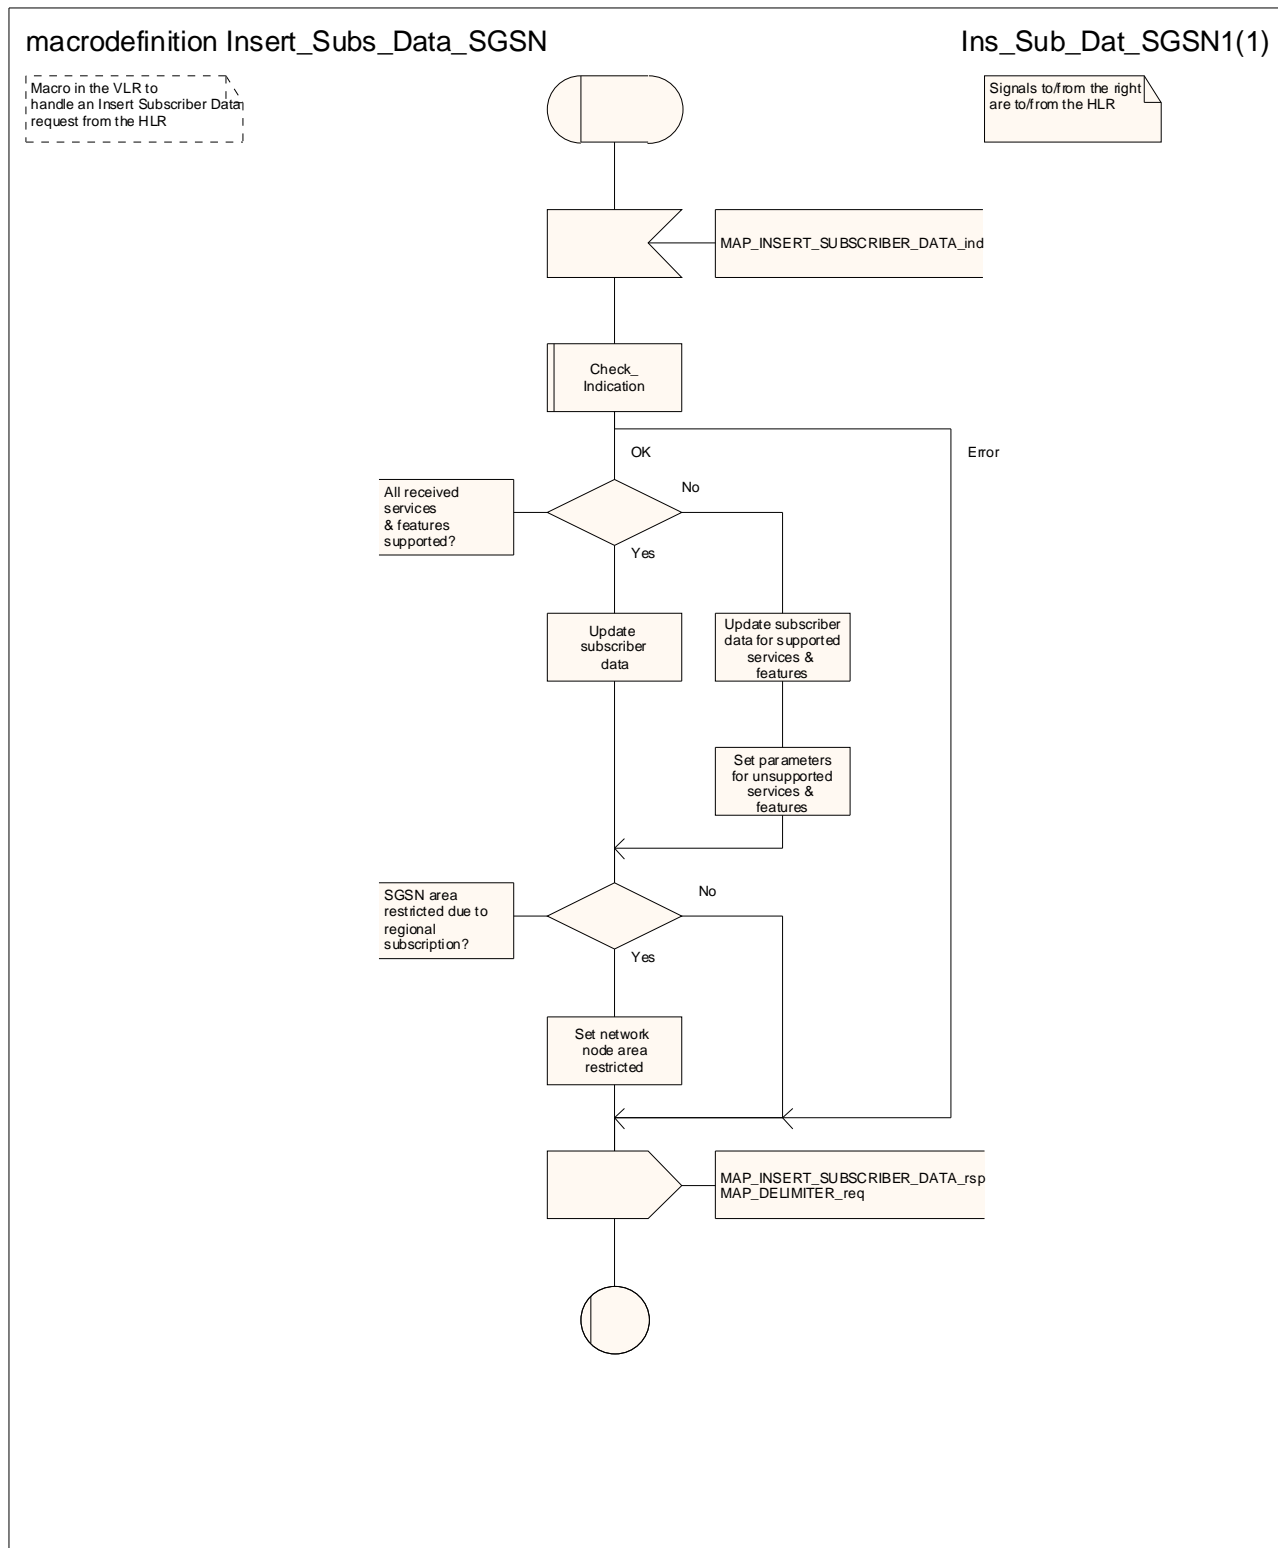 macrodefinition Insert_Subs_Data_SGSN
Ins_Sub_Dat_SGSN1(1)
Macro in the VLR to
handle an Insert Subscriber Data
request from the HLR
Signals to/from the right
are to/from the HLR
MAP_INSERT_SUBSCRIBER_DATA_ind
Check_
Indication
OK
Error
All received
services
& features
supported?
No
Yes
Update
subscriber
data
Update subscriber
data for supported
services &
features
Set parameters
for unsupported
services &
features
SGSN area
restricted due to
regional
subscription?
No
Yes
Set network
node area
restricted
MAP_INSERT_SUBSCRIBER_DATA_rsp
MAP_DELIMITER_req